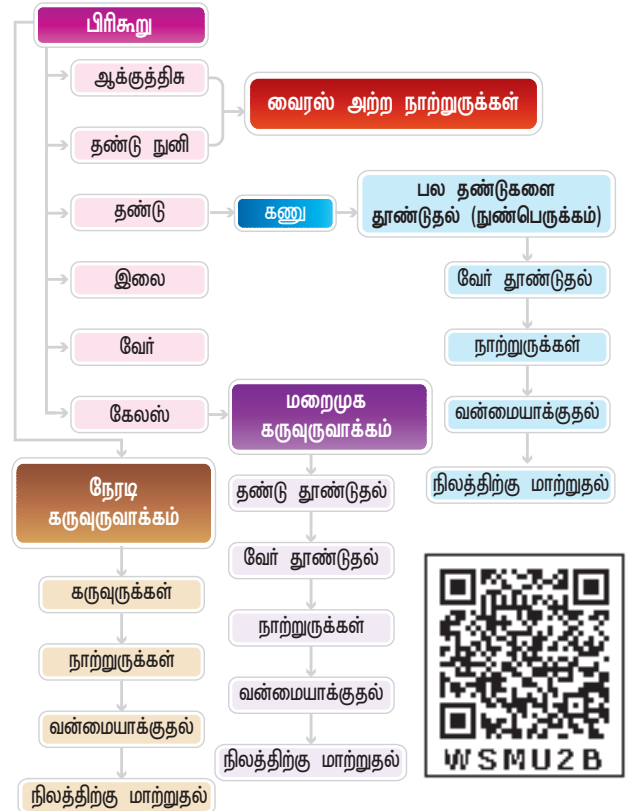 பிரிகூறு
ஆக்குத்திசு
தண்டு நுனி
வைரஸ் அற்ற நாற்றுருக்கள்
தண்டு
கணு
பல தண்டுகளை
தூண்டுதல் (நுண்பெருக்கம்)
வேர் தூண்டுதல்
நாற்றுருக்கள்
வன்மையாக்குதல்
நிலத்திற்கு மாற்றுதல்
இலை
வேர்
கேலஸ்
மறைமுக
கருவுருவாக்கம்
தண்டு தூண்டுதல்
வேர் தூண்டுதல்
நாற்றுருக்கள்
வன்மையாக்குதல்
நிலத்திற்கு மாற்றுதல்
நேரடி
கருவுருவாக்கம்
கருவுருக்கள்
நாற்றுருக்கள்
வன்மையாக்குதல்
நிலத்திற்கு மாற்றுதல்
WSMU2B